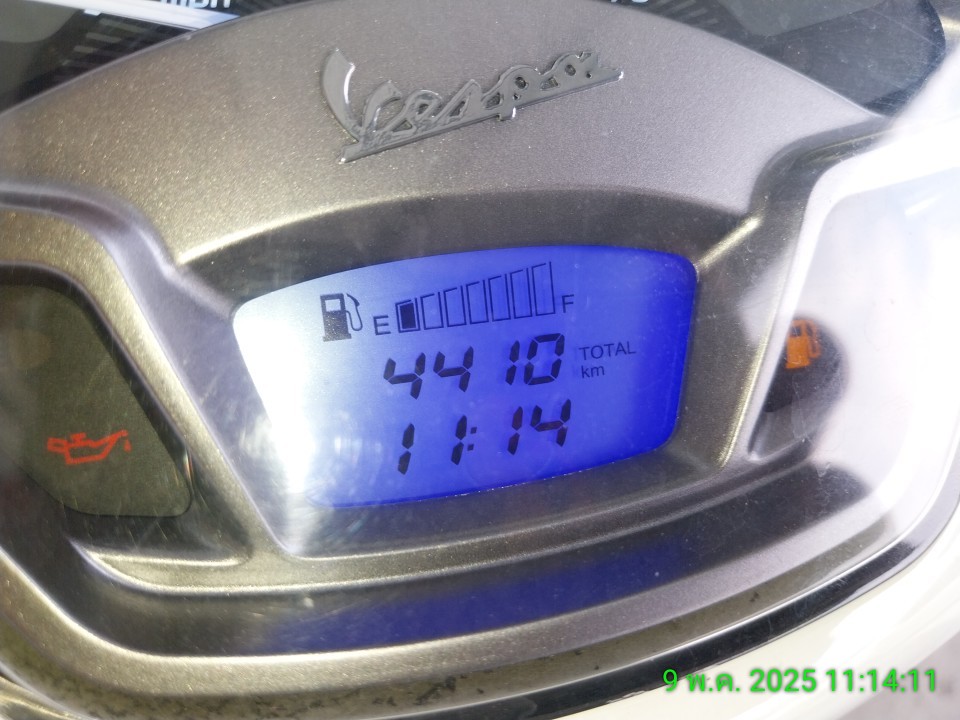 Vespa
E F
4410 TOTAL
km
11:14
9 พ.ค. 2025 11:14:11